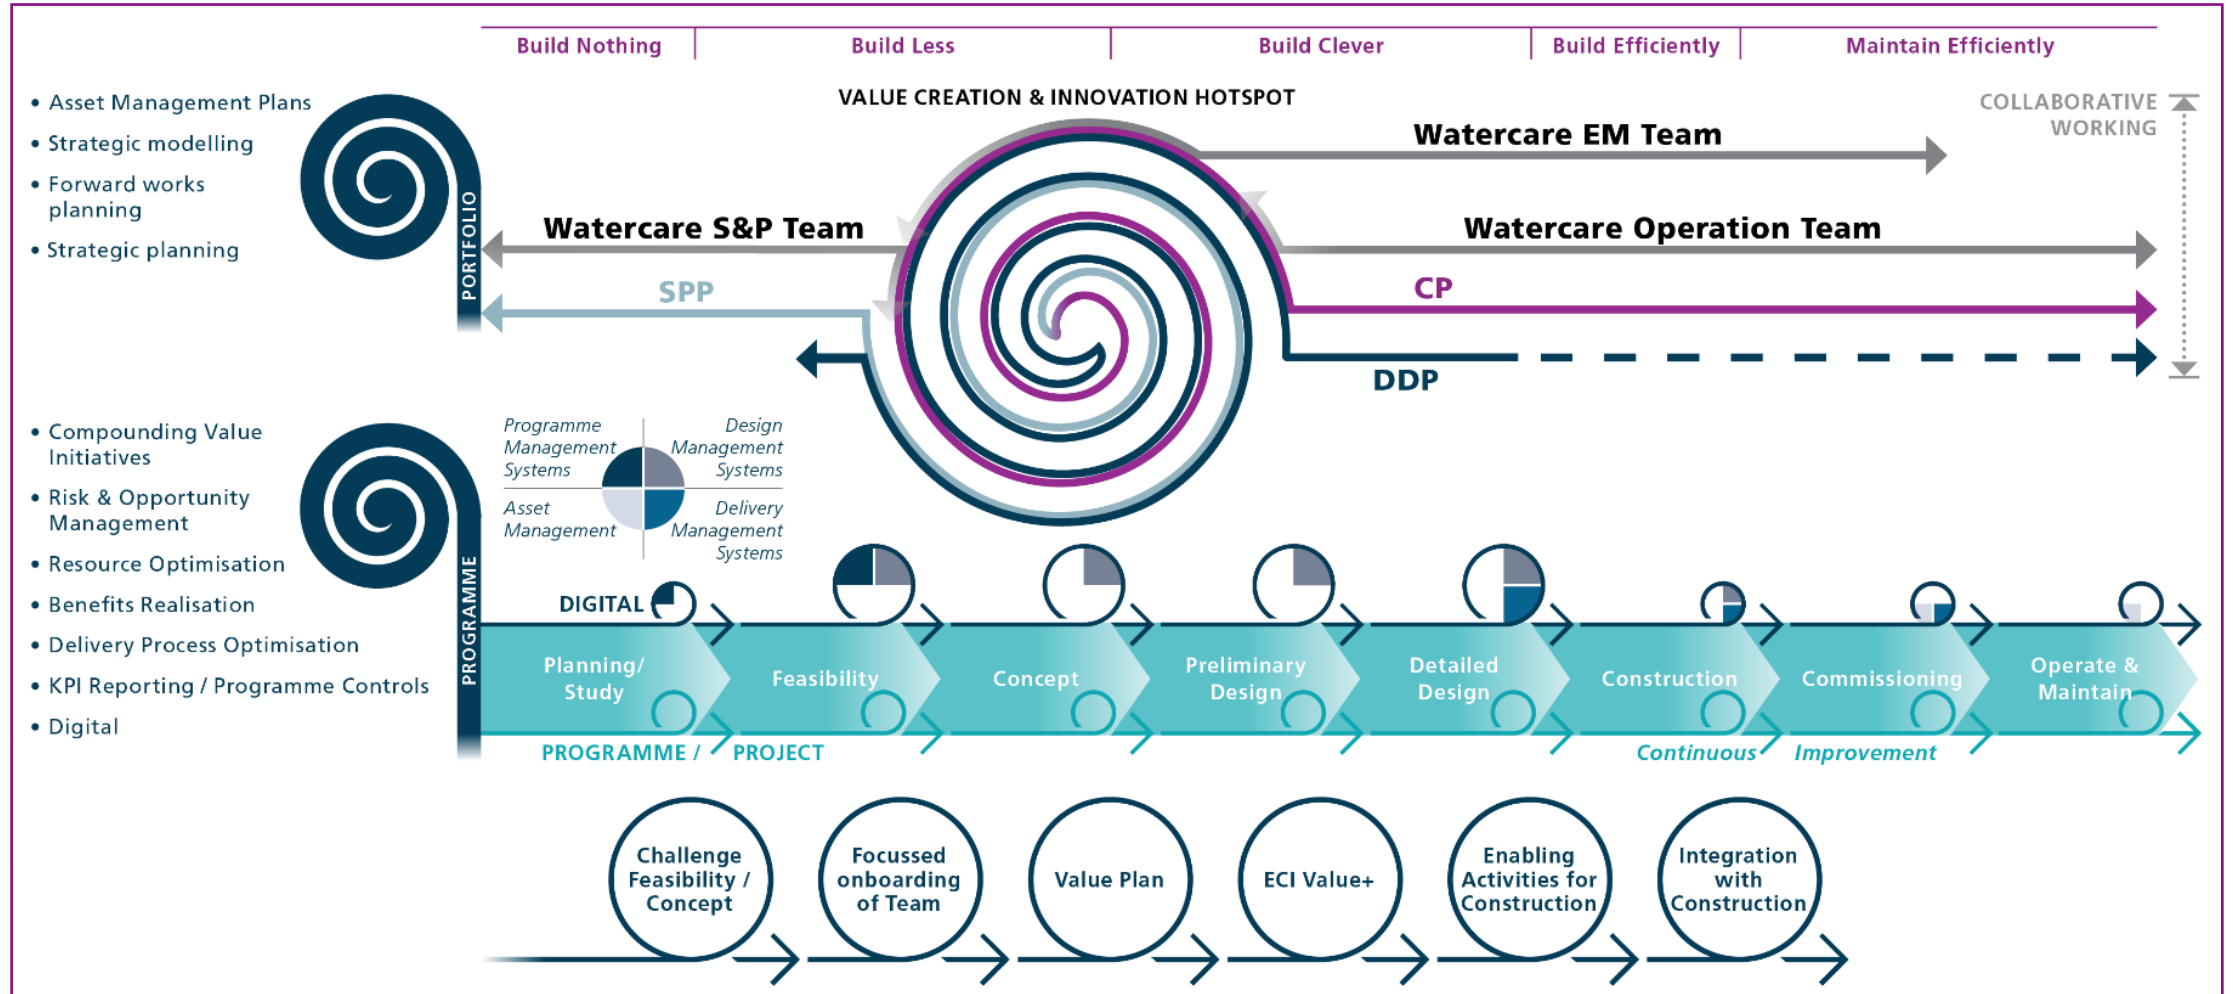 Build Nothing
Build Less
Build Clever
Build Efficiently
Maintain Efficiently
VALUE CREATION & INNOVATION HOTSPOT
COLLABORATIVE
WORKING
• Asset Management Plans
• Strategic modelling
• Forward works
planning
• Strategic planning
PORTFOLIO
Watercare EM Team
Watercare S&P Team
Watercare Operation Team
SPP
CP
DDP
• Compounding Value
Initiatives
• Risk & Opportunity
Management
• Resource Optimisation
• Benefits Realisation
• Delivery Process Optimisation
• KPI Reporting / Programme Controls
• Digital
PROGRAMME
Programme
Management
Systems
Design
Management
Systems
Asset
Management
Delivery
Management
Systems
DIGITAL
Planning/
Study
Feasibility
Concept
Preliminary
Design
Detailed
Design
Construction
Commissioning
Operate &
Maintain
PROGRAMME / PROJECT
Continuous Improvement
Challenge
Feasibility /
Concept
Focussed
onboarding
of Team
Value Plan
ECI Value+
Enabling
Activities for
Construction
Integration
with
Construction